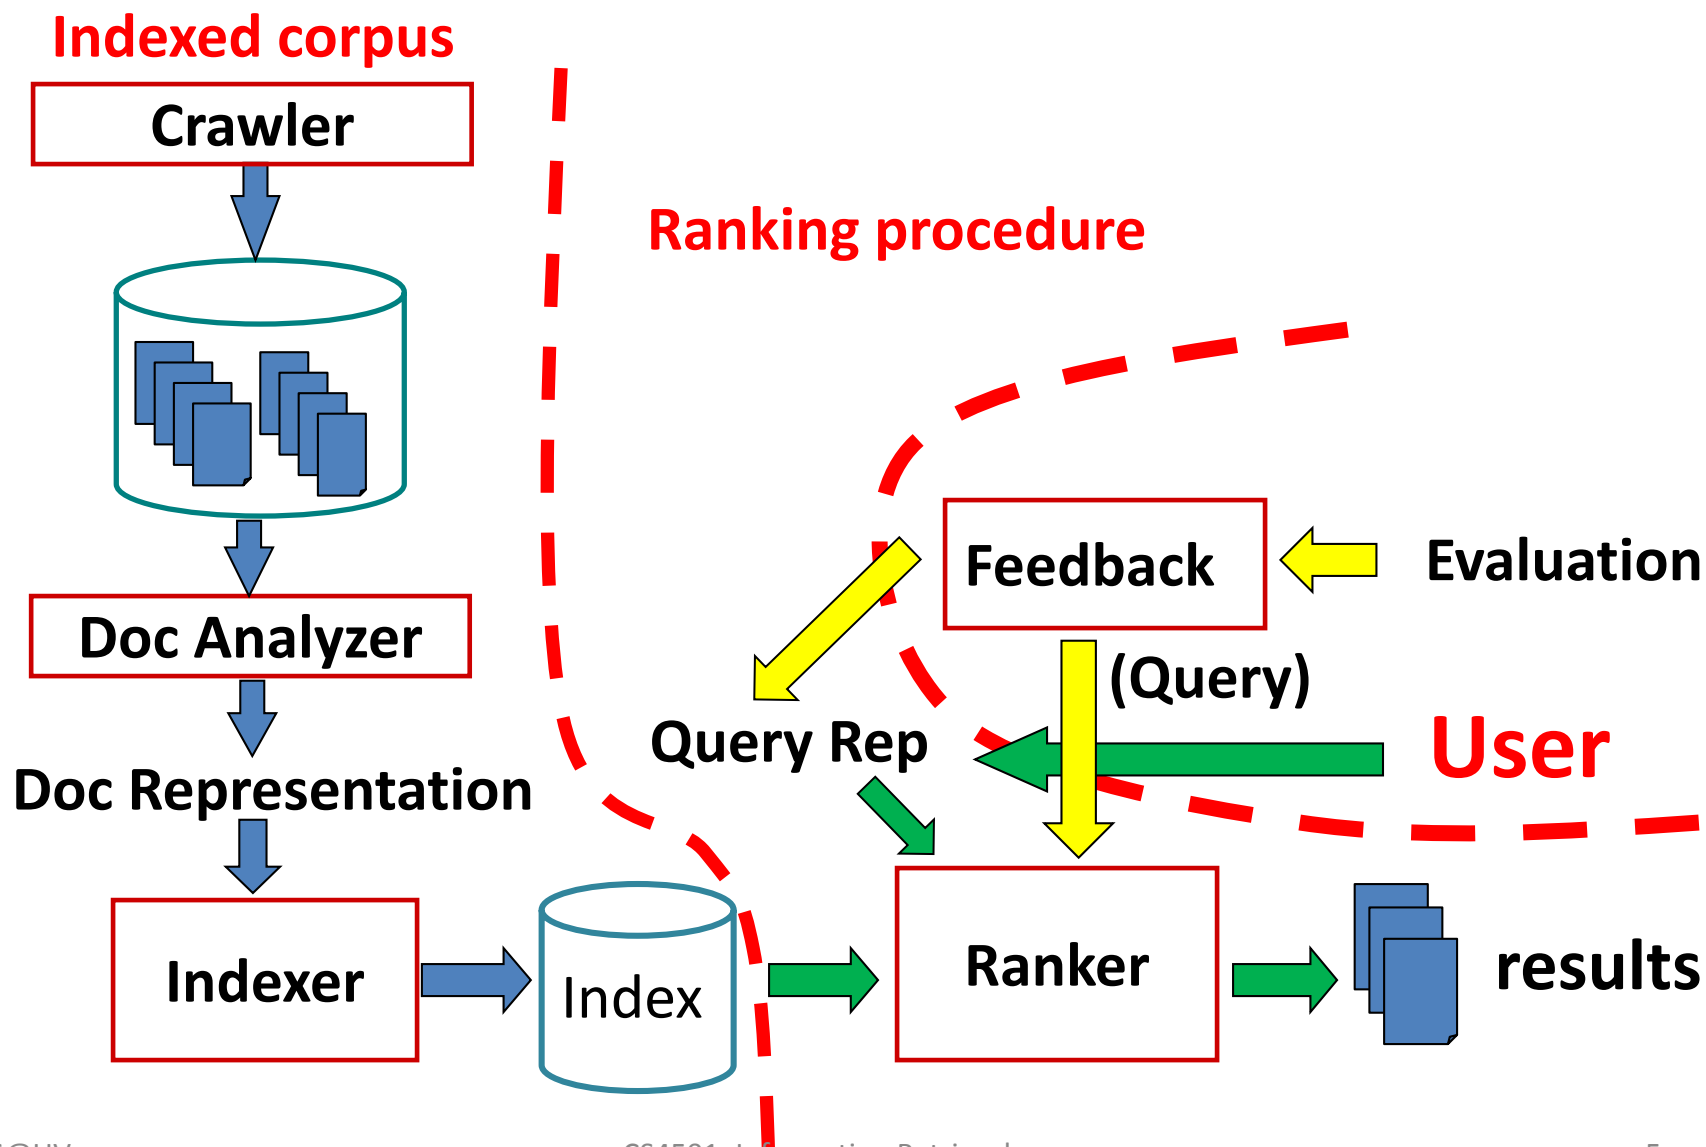 Indexed corpus
Crawler
Ranking procedure
Feedback
Evaluation
Doc Analyzer
(Query)
Query Rep
User
Doc Representation
Indexer
Index
Ranker
results